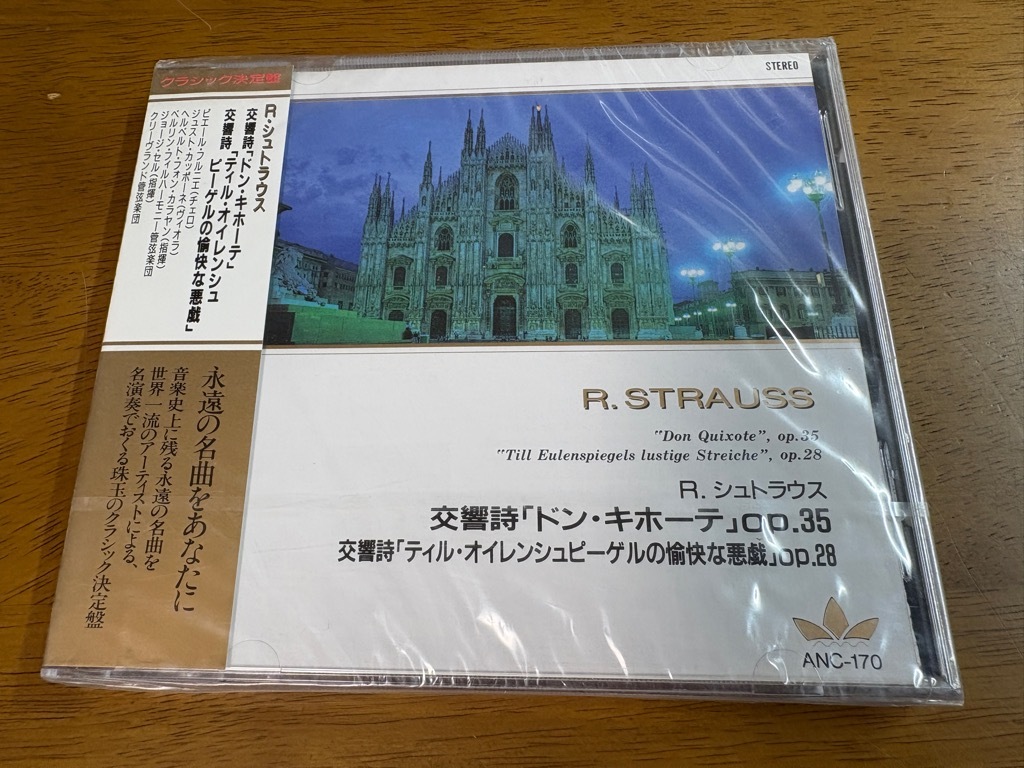 クラシック決定盤
R・シュトラウス
交響詩「ドン・キホーテ」
交響詩「ティル・オイレンシュ
ピーゲルの愉快な悪戯」
ピエール・フルニエ(チェロ)
ジュスト・カッポーネ(ヴィオラ)
ヘルベルト・フォン・カラヤン(指揮)
ベルリン・フィルハーモニー管弦楽団
ジョージ・セル(指揮)
クリーヴランド管弦楽団
永遠の名曲をあなたに
音楽史上に残る永遠の名曲を
世界一流のアーティストによる、
名演奏でおくる珠玉のクラシック決定盤
STEREO
R. STRAUSS
"Don Quixote", op.35
"Till Eulenspiegels lustige Streiche", op.28
R. シュトラウス
交響詩「ドン・キホーテ」op.35
交響詩「ティル・オイレンシュピーゲルの愉快な悪戯」op.28
ANC-170